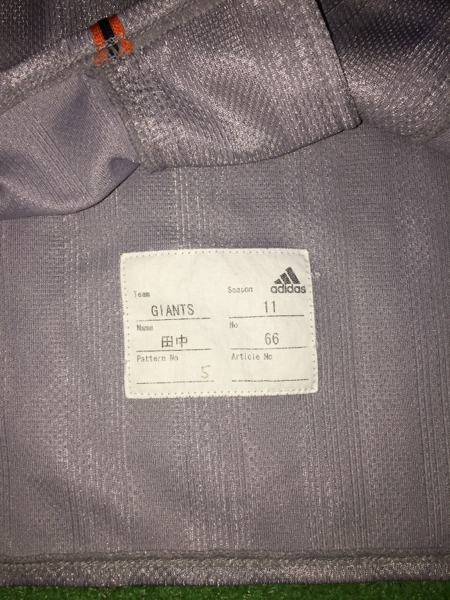 adidas
Team Season
GIANTS 11
Name No
田中 66
Pattern No Article No
5